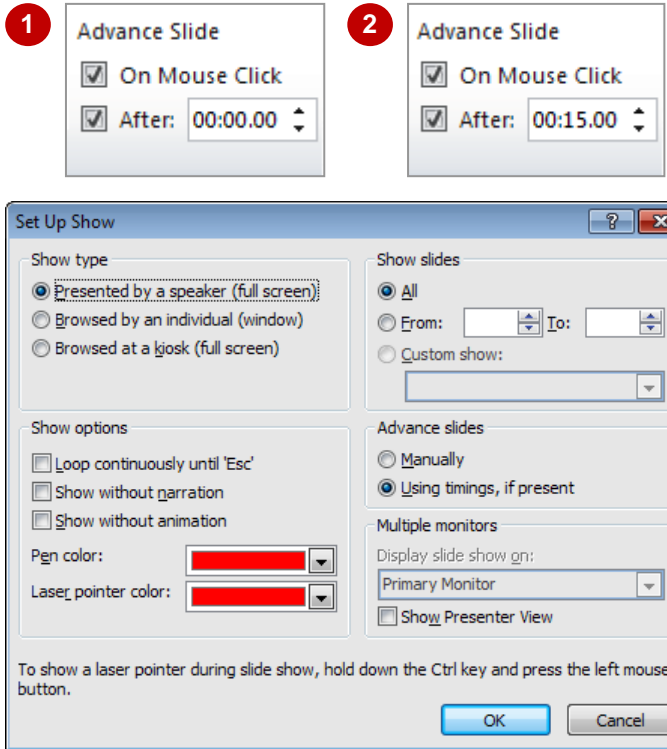 1
Advance Slide
On Mouse Click
After: 00:00.00
2
Advance Slide
On Mouse Click
After: 00:15.00
Set Up Show
Show type
Presented by a speaker (full screen)
Browsed by an individual (window)
Browsed at a kiosk (full screen)
Show slides
All
From: To:
Custom show:
Show options
Loop continuously until 'Esc'
Show without narration
Show without animation
Pen color:
Laser pointer color:
Advance slides
Manually
Using timings, if present
Multiple monitors
Display slide show on:
Primary Monitor
Show Presenter View
To show a laser pointer during slide show, hold down the Ctrl key and press the left mouse
button.
OK Cancel